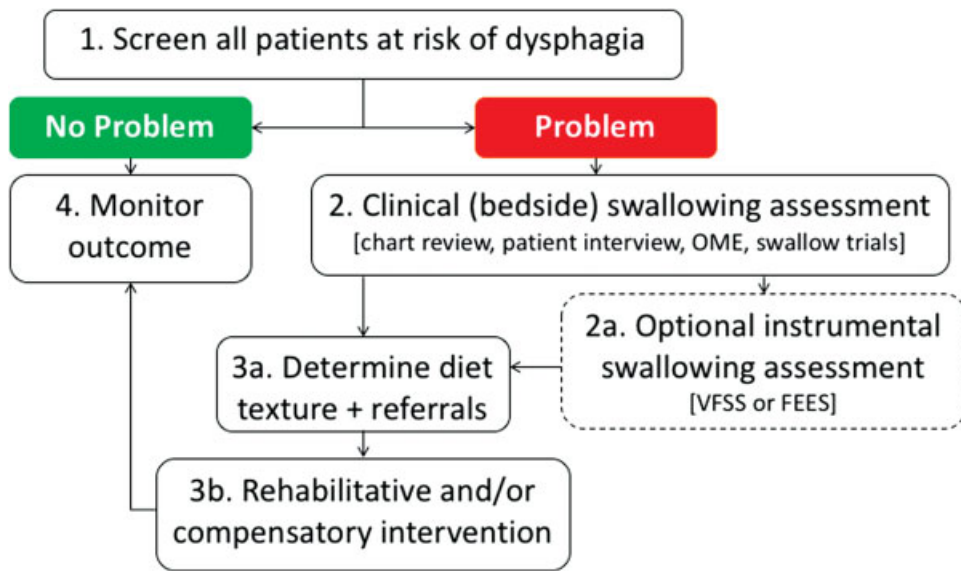 1. Screen all patients at risk of dysphagia
No Problem
Problem
4. Monitor
outcome
2. Clinical (bedside) swallowing assessment
[chart review, patient interview, OME, swallow trials]
2a. Optional instrumental
swallowing assessment
[VFSS or FEES]
3a. Determine diet
texture + referrals
3b. Rehabilitative and/or
compensatory intervention